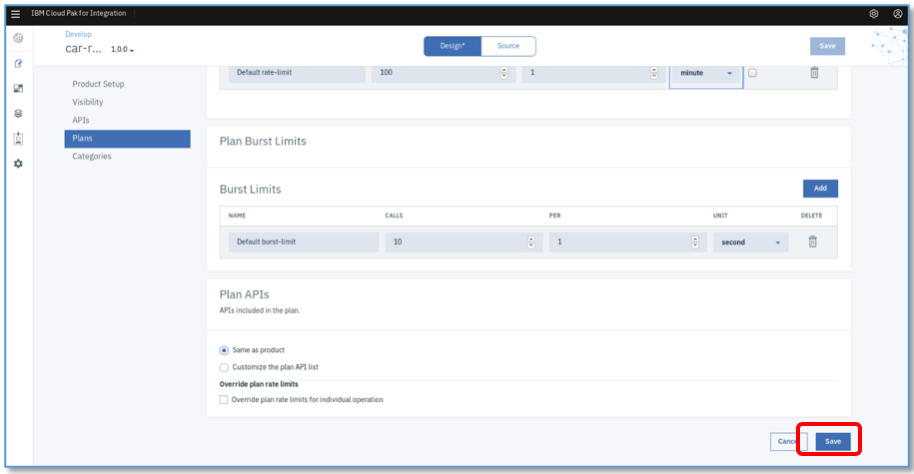 IBM Cloud Pak for Integration
Develop
car-r... 1.0.0
Design* Source
Save
Product Setup
Visibility
APIs
Plans
Categories
Default rate-limit 100 1 minute
Plan Burst Limits
Burst Limits
Add
NAME CALLS PER UNIT DELETE
Default burst-limit 10 1 second
Plan APIs
APIs included in the plan.
Same as product
Customize the plan API list
Override plan rate limits
Override plan rate limits for individual operation
Cancel Save